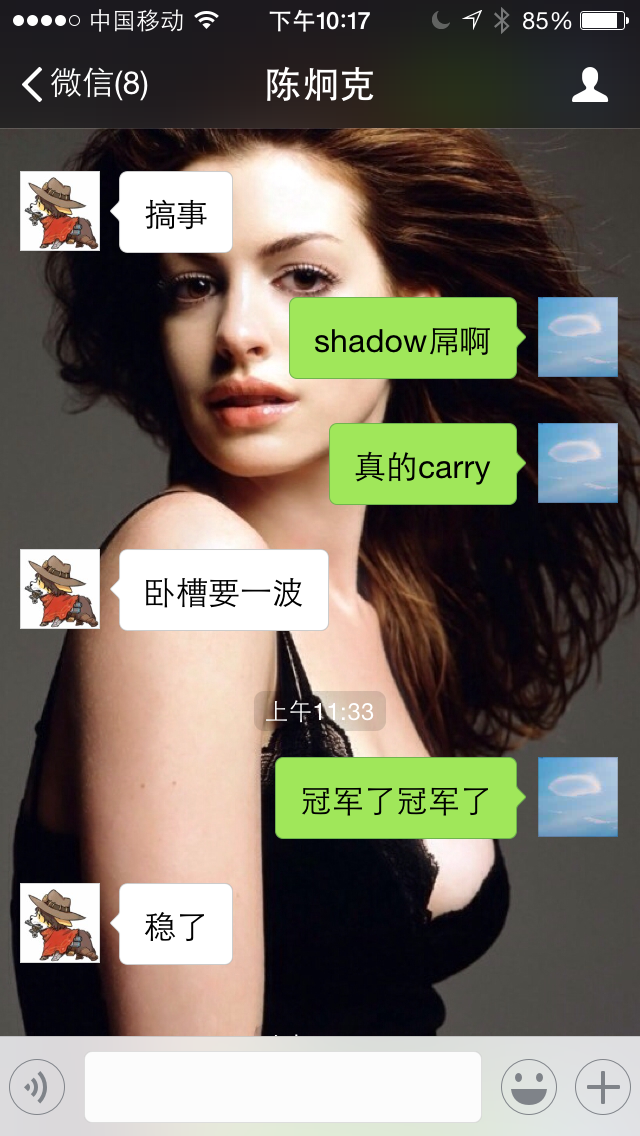 中国移动 下午10:17 85%
微信(8) 陈炯克
搞事
shadow屌啊
真的carry
卧槽要一波
上午11:33
冠军了冠军了
稳了